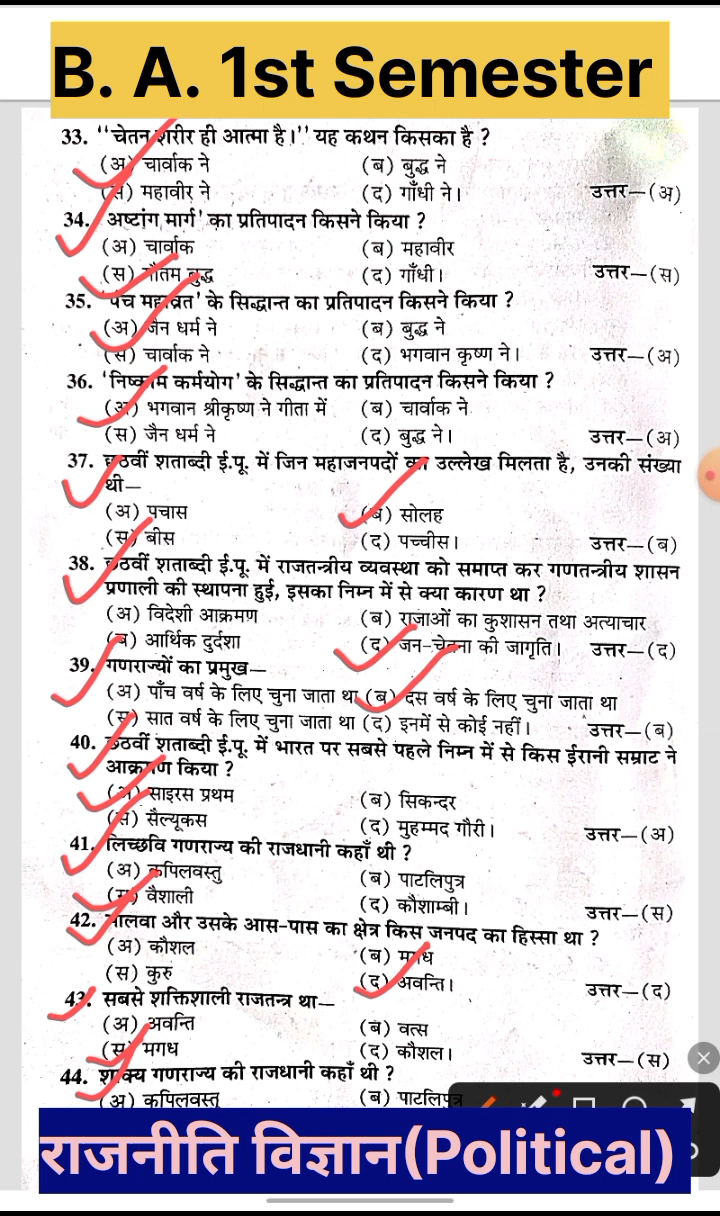 B. A. 1st Semester
33. "चेतन शरीर ही आत्मा है।" यह कथन किसका है ?
(अ) चार्वाक ने (ब) बुद्ध ने
(स) महावीर ने (द) गाँधी ने। उत्तर—(अ)
34. अष्टांग मार्ग' का प्रतिपादन किसने किया ?
(अ) चार्वाक (ब) महावीर
(स) गौतम बुद्ध (द) गाँधी। उत्तर—(स)
35. 'पंच महाव्रत' के सिद्धान्त का प्रतिपादन किसने किया ?
(अ) जैन धर्म ने (ब) बुद्ध ने
(स) चार्वाक ने (द) भगवान कृष्ण ने। उत्तर—(अ)
36. 'निष्काम कर्मयोग' के सिद्धान्त का प्रतिपादन किसने किया ?
(अ) भगवान श्रीकृष्ण ने गीता में (ब) चार्वाक ने
(स) जैन धर्म ने (द) बुद्ध ने। उत्तर—(अ)
37. छठवीं शताब्दी ई.पू. में जिन महाजनपदों का उल्लेख मिलता है, उनकी संख्या
थी—
(अ) पचास (ब) सोलह
(स) बीस (द) पच्चीस। उत्तर—(ब)
38. छठवीं शताब्दी ई.पू. में राजतन्त्रीय व्यवस्था को समाप्त कर गणतन्त्रीय शासन
प्रणाली की स्थापना हुई, इसका निम्न में से क्या कारण था ?
(अ) विदेशी आक्रमण (ब) राजाओं का कुशासन तथा अत्याचार
(ब) आर्थिक दुर्दशा (द) जन-चेतना की जागृति। उत्तर—(द)
39. गणराज्यों का प्रमुख—
(अ) पाँच वर्ष के लिए चुना जाता था (ब) दस वर्ष के लिए चुना जाता था
(स) सात वर्ष के लिए चुना जाता था (द) इनमें से कोई नहीं। उत्तर—(ब)
40. छठवीं शताब्दी ई.पू. में भारत पर सबसे पहले निम्न में से किस ईरानी सम्राट ने
आक्रमण किया ?
(अ) साइरस प्रथम (ब) सिकन्दर
(स) सैल्यूकस (द) मुहम्मद गौरी। उत्तर—(अ)
41. लिच्छवि गणराज्य की राजधानी कहाँ थी ?
(अ) कपिलवस्तु (ब) पाटलिपुत्र
(स) वैशाली (द) कौशाम्बी। उत्तर—(स)
42. मालवा और उसके आस-पास का क्षेत्र किस जनपद का हिस्सा था ?
(अ) कौशल (ब) मगध
(स) कुरु (द) अवन्ति। उत्तर—(द)
43. सबसे शक्तिशाली राजतन्त्र था—
(अ) अवन्ति (ब) वत्स
(स) मगध (द) कौशल। उत्तर—(स)
44. शाक्य गणराज्य की राजधानी कहाँ थी ?
(अ) कपिलवस्तु (ब) पाटलिपुत्र
राजनीति विज्ञान(Political)